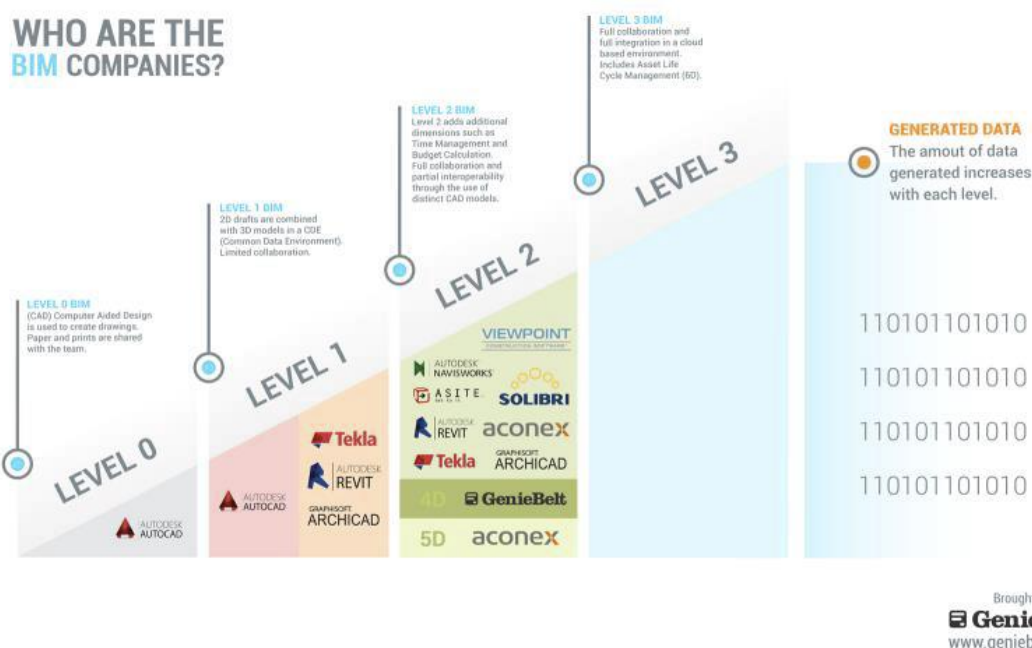 WHO ARE THE
BIM COMPANIES?
LEVEL 0 BIM
(CAD) Computer Aided Design
is used to create drawings.
Paper and prints are shared
with the team.
LEVEL 0
AUTODESK
AUTOCAD
LEVEL 1 BIM
2D drafts are combined
with 3D models in a CDE
(Common Data Environment).
Limited collaboration.
LEVEL 1
AUTODESK
AUTOCAD
Tekla
AUTODESK
REVIT
GRAPHISOFT
ARCHICAD
LEVEL 2 BIM
Level 2 adds additional
dimensions such as
Time Management and
Budget Calculation.
Full collaboration and
partial interoperability
through the use of
distinct CAD models.
LEVEL 2
VIEWPOINT
CONSTRUCTION SOFTWARE
AUTODESK
NAVISWORKS
ASITE
SOLIBRI
AUTODESK
REVIT
aconex
Tekla
GRAPHISOFT
ARCHICAD
4D GenieBelt
5D aconex
LEVEL 3 BIM
Full collaboration and
full integration in a cloud
based environment.
Includes Asset Life
Cycle Management (6D).
LEVEL 3
GENERATED DATA
The amout of data
generated increases
with each level.
110101101010
110101101010
110101101010
110101101010
Brought
Genie
www.genieb